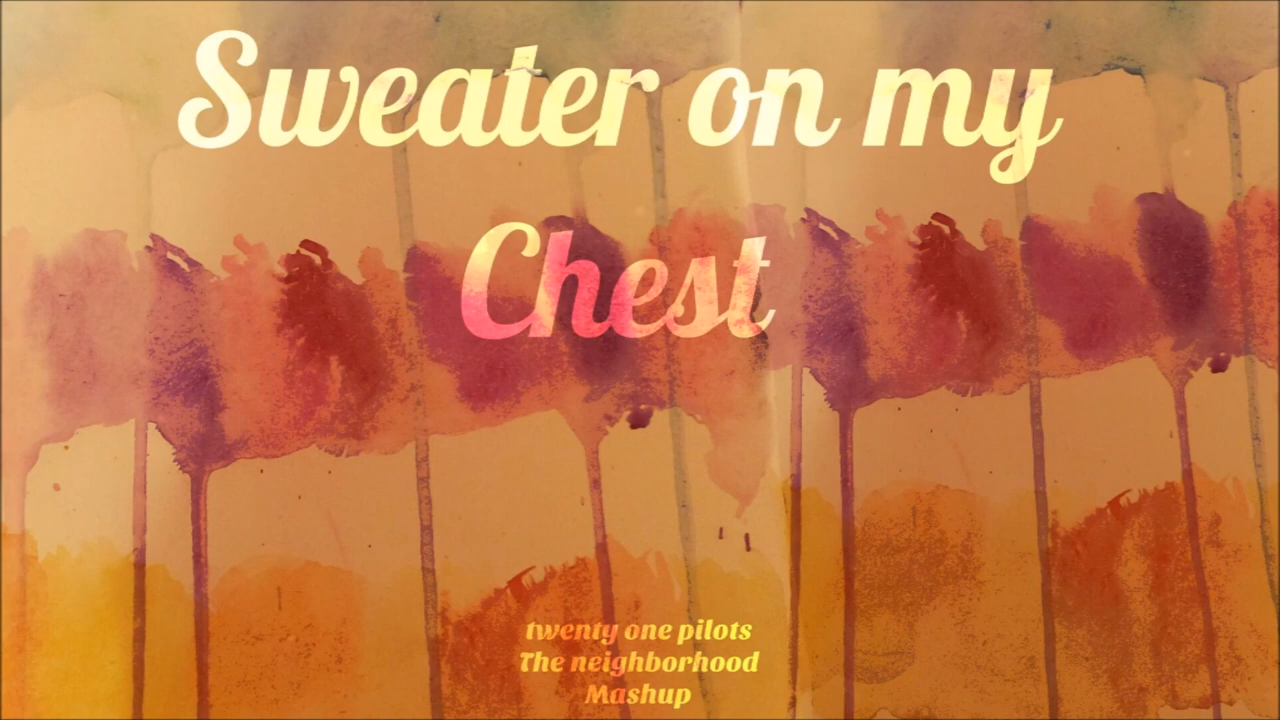 Sweater on my
Chest
twenty one pilots
The neighborhood
Mashup